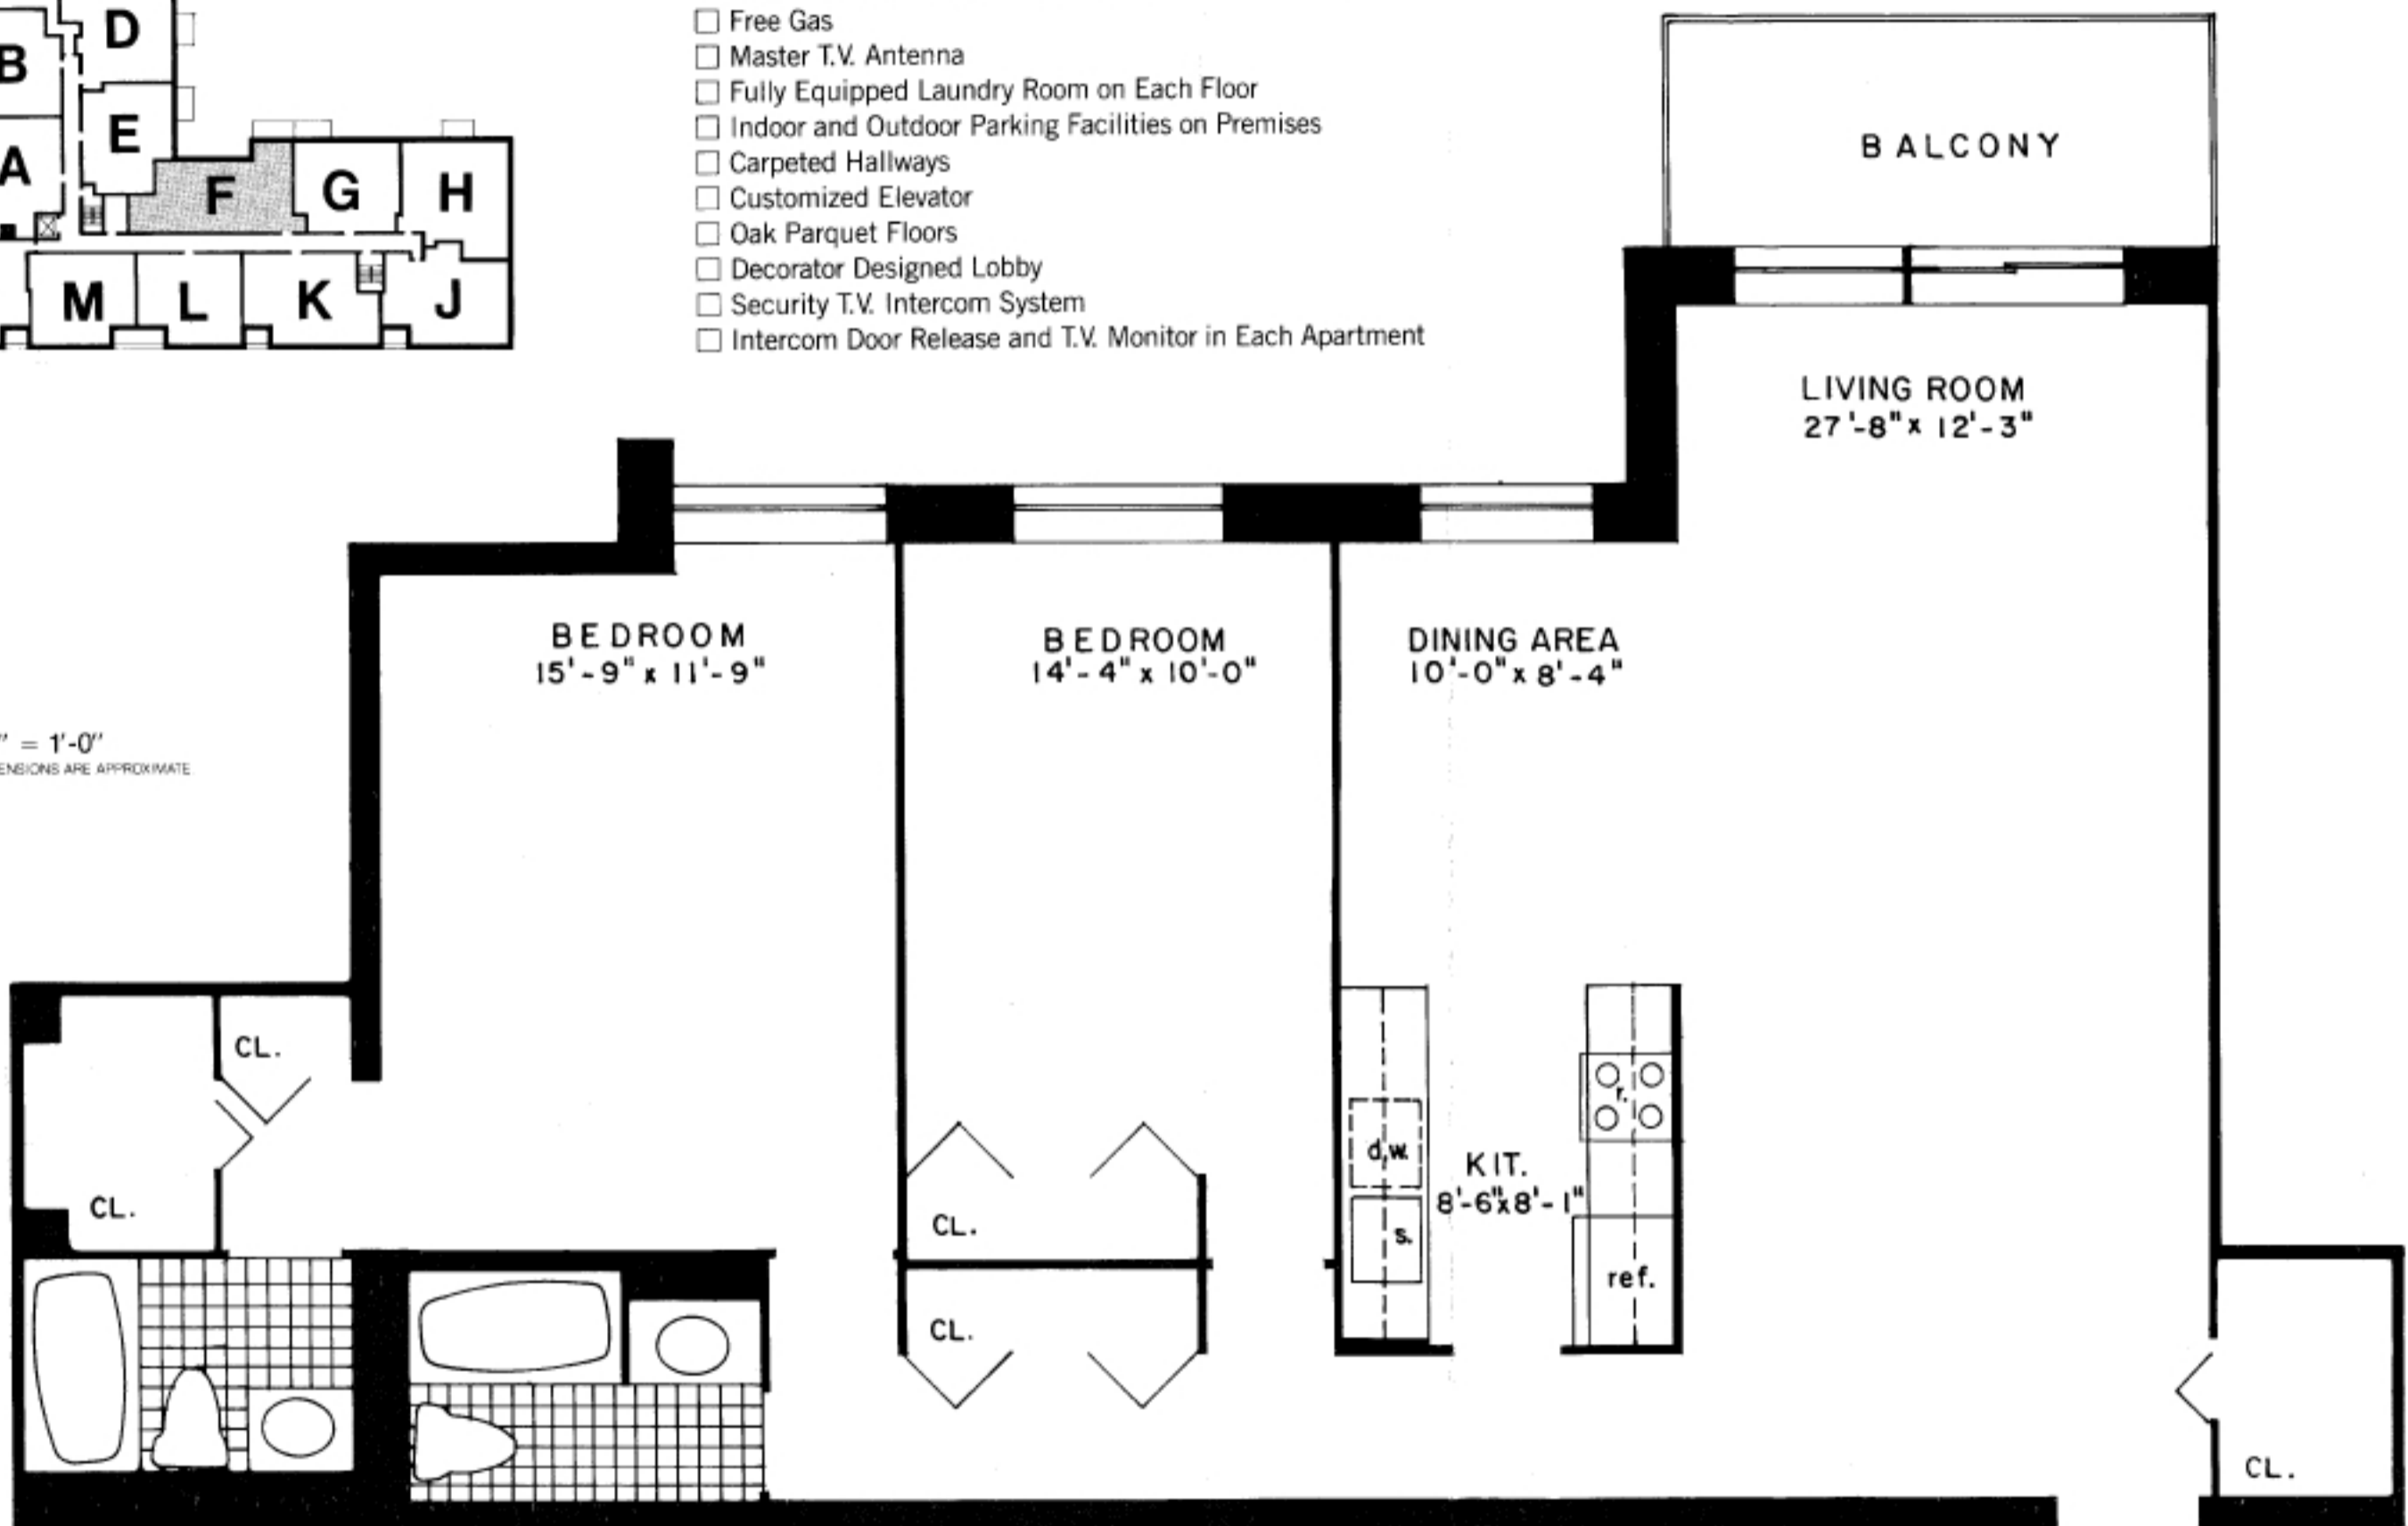 D
B
E
A
F
G
H
M
L
K
J
☐ Free Gas
☐ Master T.V. Antenna
☐ Fully Equipped Laundry Room on Each Floor
☐ Indoor and Outdoor Parking Facilities on Premises
☐ Carpeted Hallways
☐ Customized Elevator
☐ Oak Parquet Floors
☐ Decorator Designed Lobby
☐ Security T.V. Intercom System
☐ Intercom Door Release and T.V. Monitor in Each Apartment
BALCONY
LIVING ROOM
27'-8" x 12'-3"
BEDROOM
15'-9" x 11'-9"
BEDROOM
14'-4" x 10'-0"
DINING AREA
10'-0" x 8'-4"
" = 1'-0"
ARE APPROXIMATE
CL.
CL.
CL.
CL.
d.w.
s.
KIT.
8'-6"x8'-1"
r.
ref.
CL.